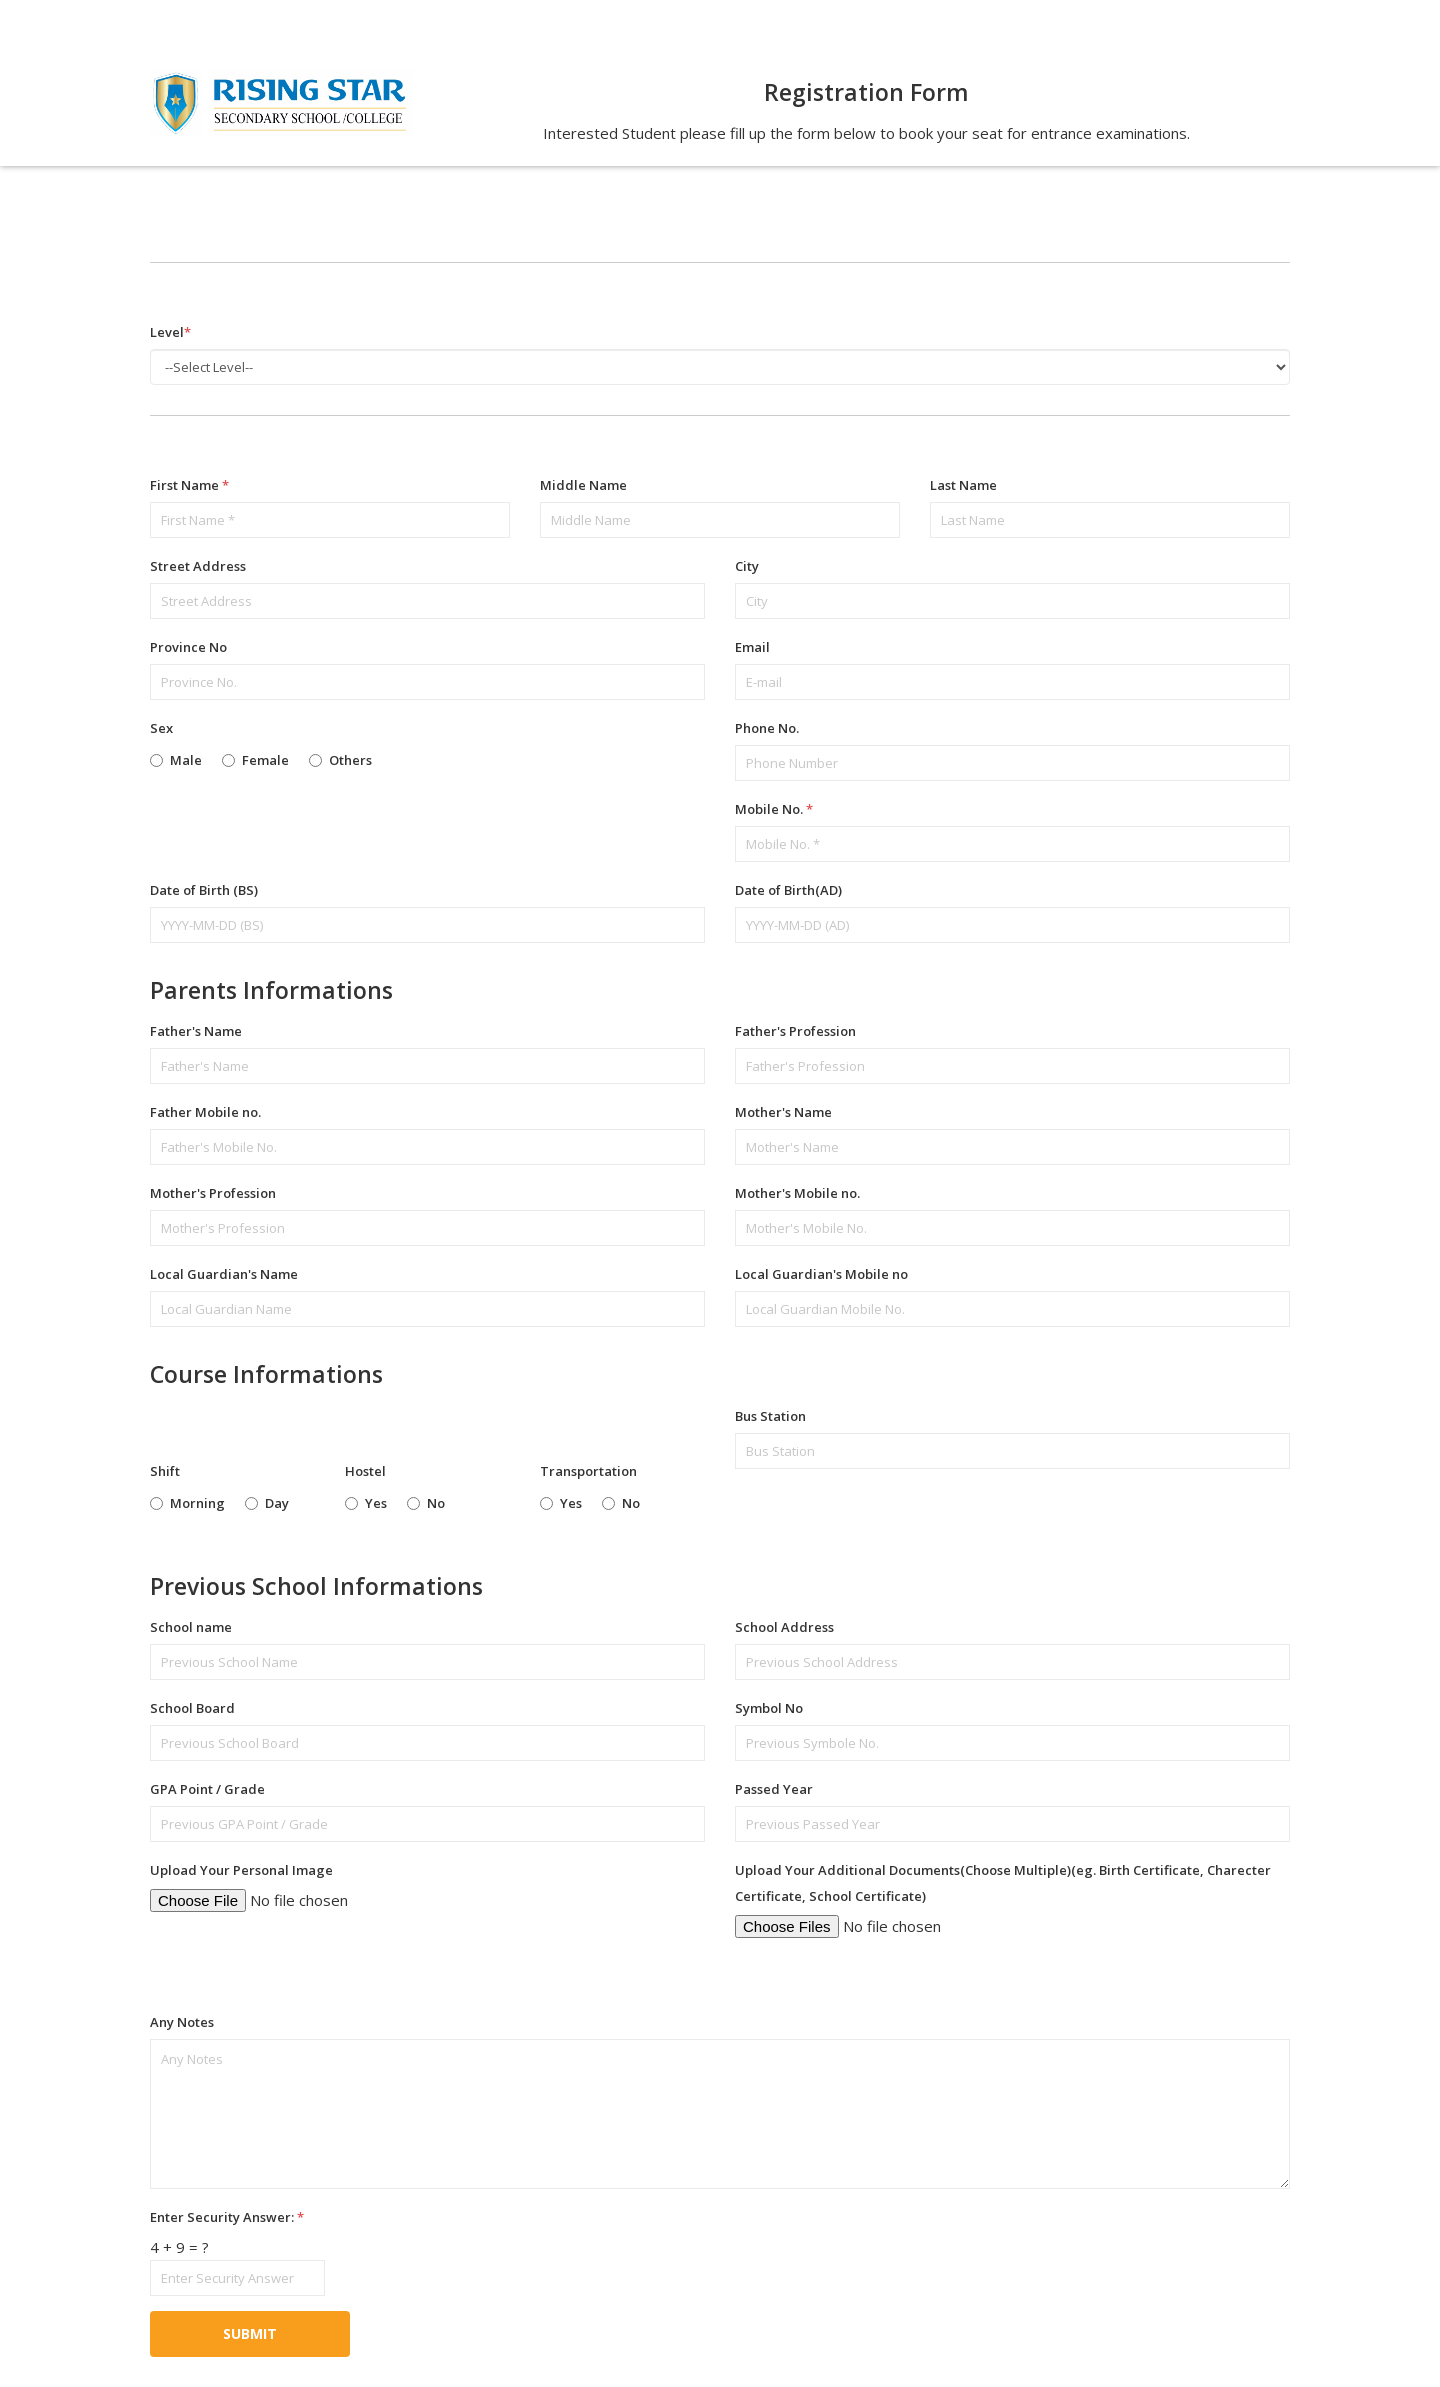 RISING STAR
SECONDARY SCHOOL /COLLEGE
Registration Form
Interested Student please fill up the form below to book your seat for entrance examinations.
Level*
--Select Level--
First Name *
Middle Name
Last Name
First Name *
Middle Name
Last Name
Street Address
City
Street Address
City
Province No
Email
Province No.
E-mail
Sex
Phone No.
Male Female Others
Phone Number
Mobile No. *
Mobile No. *
Date of Birth (BS)
Date of Birth(AD)
YYYY-MM-DD (BS)
YYYY-MM-DD (AD)
Parents Informations
Father's Name
Father's Profession
Father's Name
Father's Profession
Father Mobile no.
Mother's Name
Father's Mobile No.
Mother's Name
Mother's Profession
Mother's Mobile no.
Mother's Profession
Mother's Mobile No.
Local Guardian's Name
Local Guardian's Mobile no
Local Guardian Name
Local Guardian Mobile No.
Course Informations
Bus Station
Bus Station
Shift
Hostel
Transportation
Morning Day
Yes No
Yes No
Previous School Informations
School name
School Address
Previous School Name
Previous School Address
School Board
Symbol No
Previous School Board
Previous Symbole No.
GPA Point / Grade
Passed Year
Previous GPA Point / Grade
Previous Passed Year
Upload Your Personal Image
Choose File No file chosen
Upload Your Additional Documents(Choose Multiple)(eg. Birth Certificate, Charecter
Certificate, School Certificate)
Choose Files No file chosen
Any Notes
Any Notes
Enter Security Answer: *
4 + 9 = ?
Enter Security Answer
SUBMIT